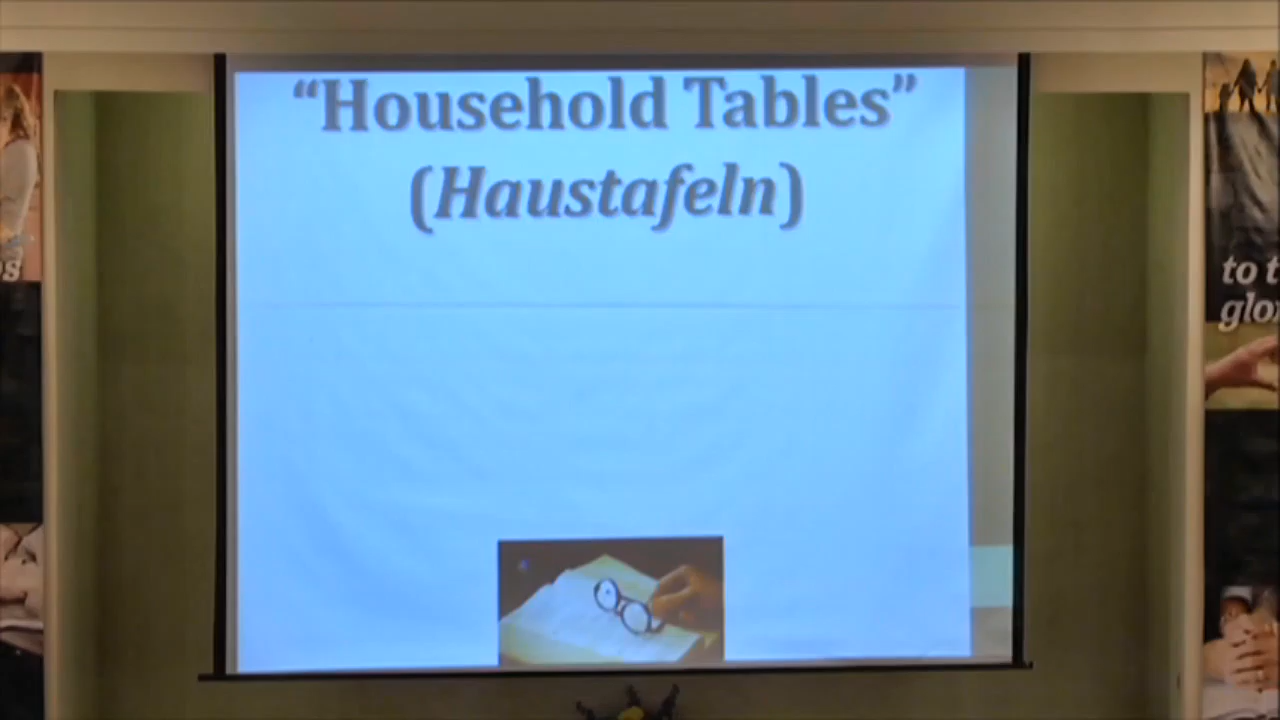 “Household Tables”
(Haustafeln)
to t
glo